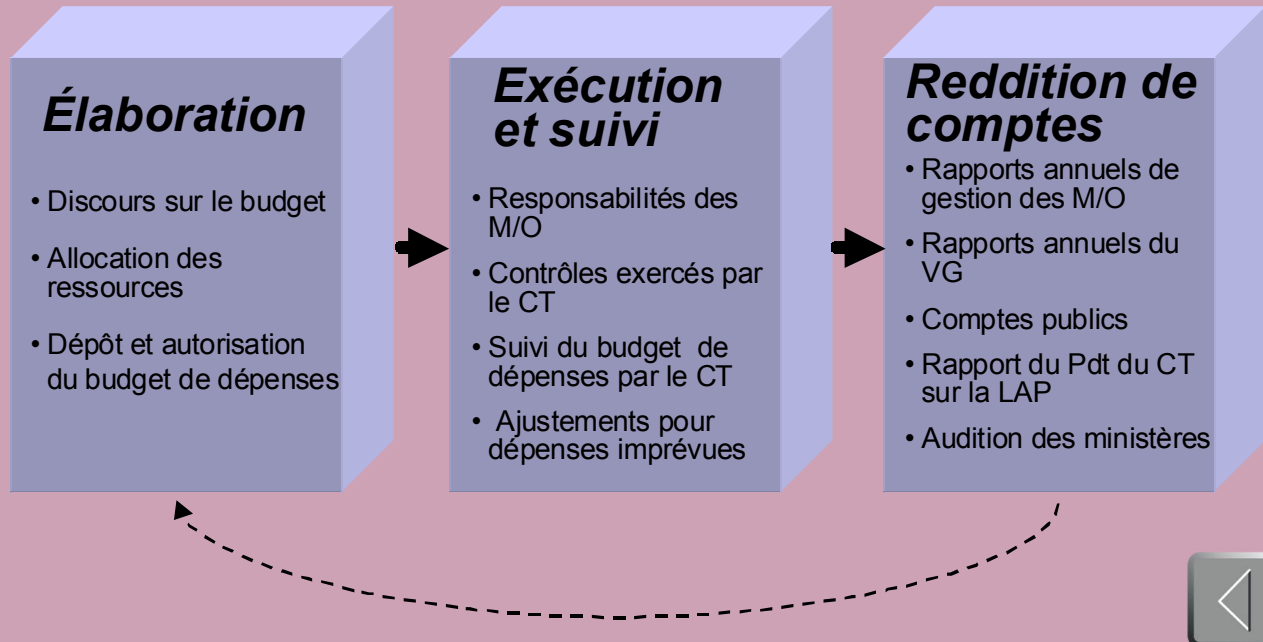 Élaboration
• Discours sur le budget
• Allocation des
ressources
• Dépôt et autorisation
du budget de dépenses
Exécution
et suivi
• Responsabilités des
M/O
• Contrôles exercés par
le CT
• Suivi du budget de
dépenses par le CT
• Ajustements pour
dépenses imprévues
Reddition de
comptes
• Rapports annuels de
gestion des M/O
• Rapports annuels du
VG
• Comptes publics
• Rapport du Pdt du CT
sur la LAP
• Audition des ministères